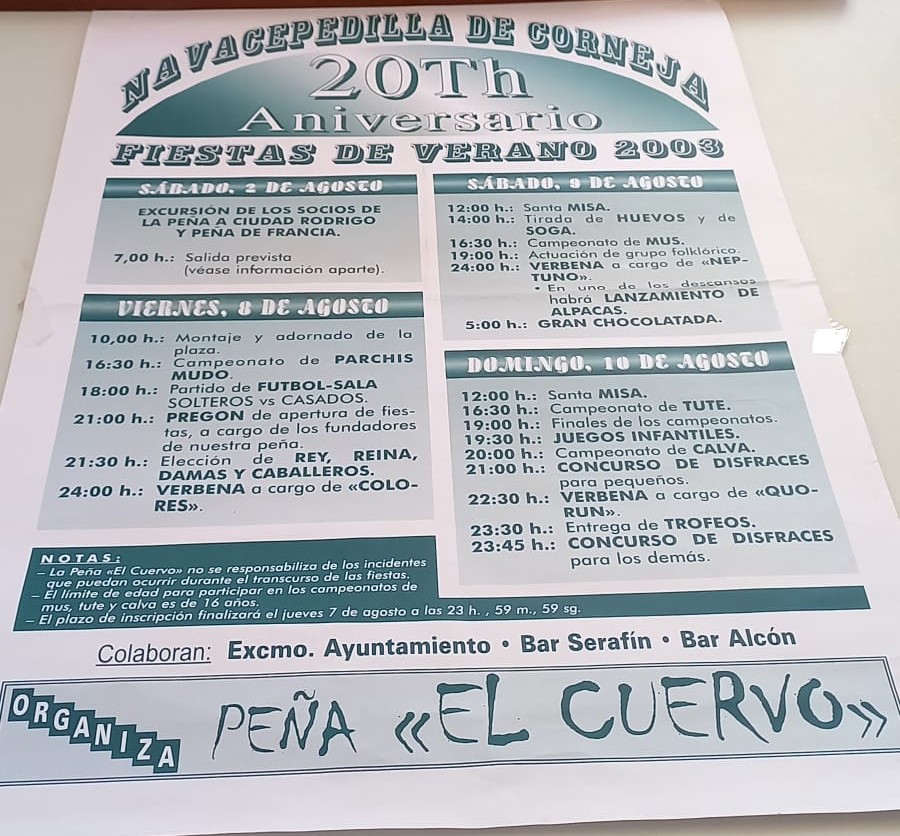 NAVACEPEDILLA DE CORNEJA
20Th
Aniversario
FIESTAS DE VERANO 2003
SÁBADO, 2 DE AGOSTO
EXCURSIÓN DE LOS SOCIOS DE
LA PEÑA A CIUDAD RODRIGO
Y PEÑA DE FRANCIA.
7,00 h.: Salida prevista
(véase información aparte).
VIERNES, 8 DE AGOSTO
10,00 h.: Montaje y adornado de la
plaza.
16:30 h.: Campeonato de PARCHIS
MUDO.
18:00 h.: Partido de FUTBOL-SALA
SOLTEROS vs CASADOS.
21:00 h.: PREGON de apertura de fies-
tas, a cargo de los fundadores
de nuestra peña.
21:30 h.: Elección de REY, REINA,
DAMAS Y CABALLEROS.
24:00 h.: VERBENA a cargo de «COLO-
RES».
SÁBADO, 9 DE AGOSTO
12:00 h.: Santa MISA.
14:00 h.: Tirada de HUEVOS y de
SOGA.
16:30 h.: Campeonato de MUS.
19:00 h.: Actuación de grupo folklórico.
24:00 h.: VERBENA a cargo de «NEP-
TUNO».
• En uno de los descansos
habrá LANZAMIENTO DE
ALPACAS.
5:00 h.: GRAN CHOCOLATADA.
DOMINGO, 10 DE AGOSTO
12:00 h.: Santa MISA.
16:30 h.: Campeonato de TUTE.
19:00 h.: Finales de los campeonatos.
19:30 h.: JUEGOS INFANTILES.
20:00 h.: Campeonato de CALVA.
21:00 h.: CONCURSO DE DISFRACES
para pequeños.
22:30 h.: VERBENA a cargo de «QUO-
RUN».
23:30 h.: Entrega de TROFEOS.
23:45 h.: CONCURSO DE DISFRACES
para los demás.
NOTAS:
– La Peña «El Cuervo» no se responsabiliza de los incidentes
que puedan ocurrir durante el transcurso de las fiestas.
– El límite de edad para participar en los campeonatos de
mus, tute y calva es de 16 años.
– El plazo de inscripción finalizará el jueves 7 de agosto a las 23 h. , 59 m., 59 sg.
Colaboran: Excmo. Ayuntamiento • Bar Serafín • Bar Alcón
ORGANIZA PEÑA «EL CUERVO»